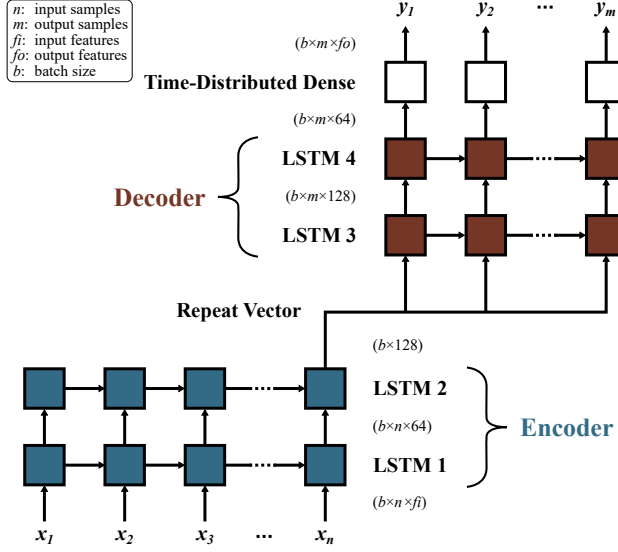 n: input samples
m: output samples
fi: input features
fo: output features
b: batch size
y1 y2 ... ym
(b×m×fo)
Time-Distributed Dense
(b×m×64)
LSTM 4
Decoder
(b×m×128)
LSTM 3
Repeat Vector
(b×128)
LSTM 2
(b×n×64)
Encoder
LSTM 1
(b×n×fi)
x1 x2 x3 ... xn